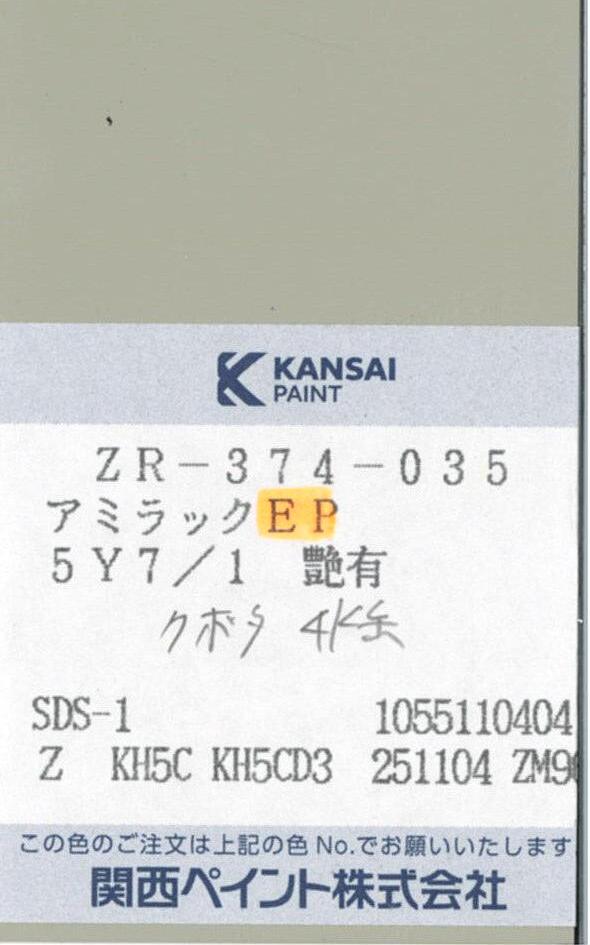 KANSAI
PAINT
ZR-374-035
アミラックEP
5Y7/1 艶有
クボタ 4K缶
SDS-1 1055110404
Z KH5C KH5CD3 251104
この色のご注文は上記の色No.でお願いいたします
関西ペイント株式会社